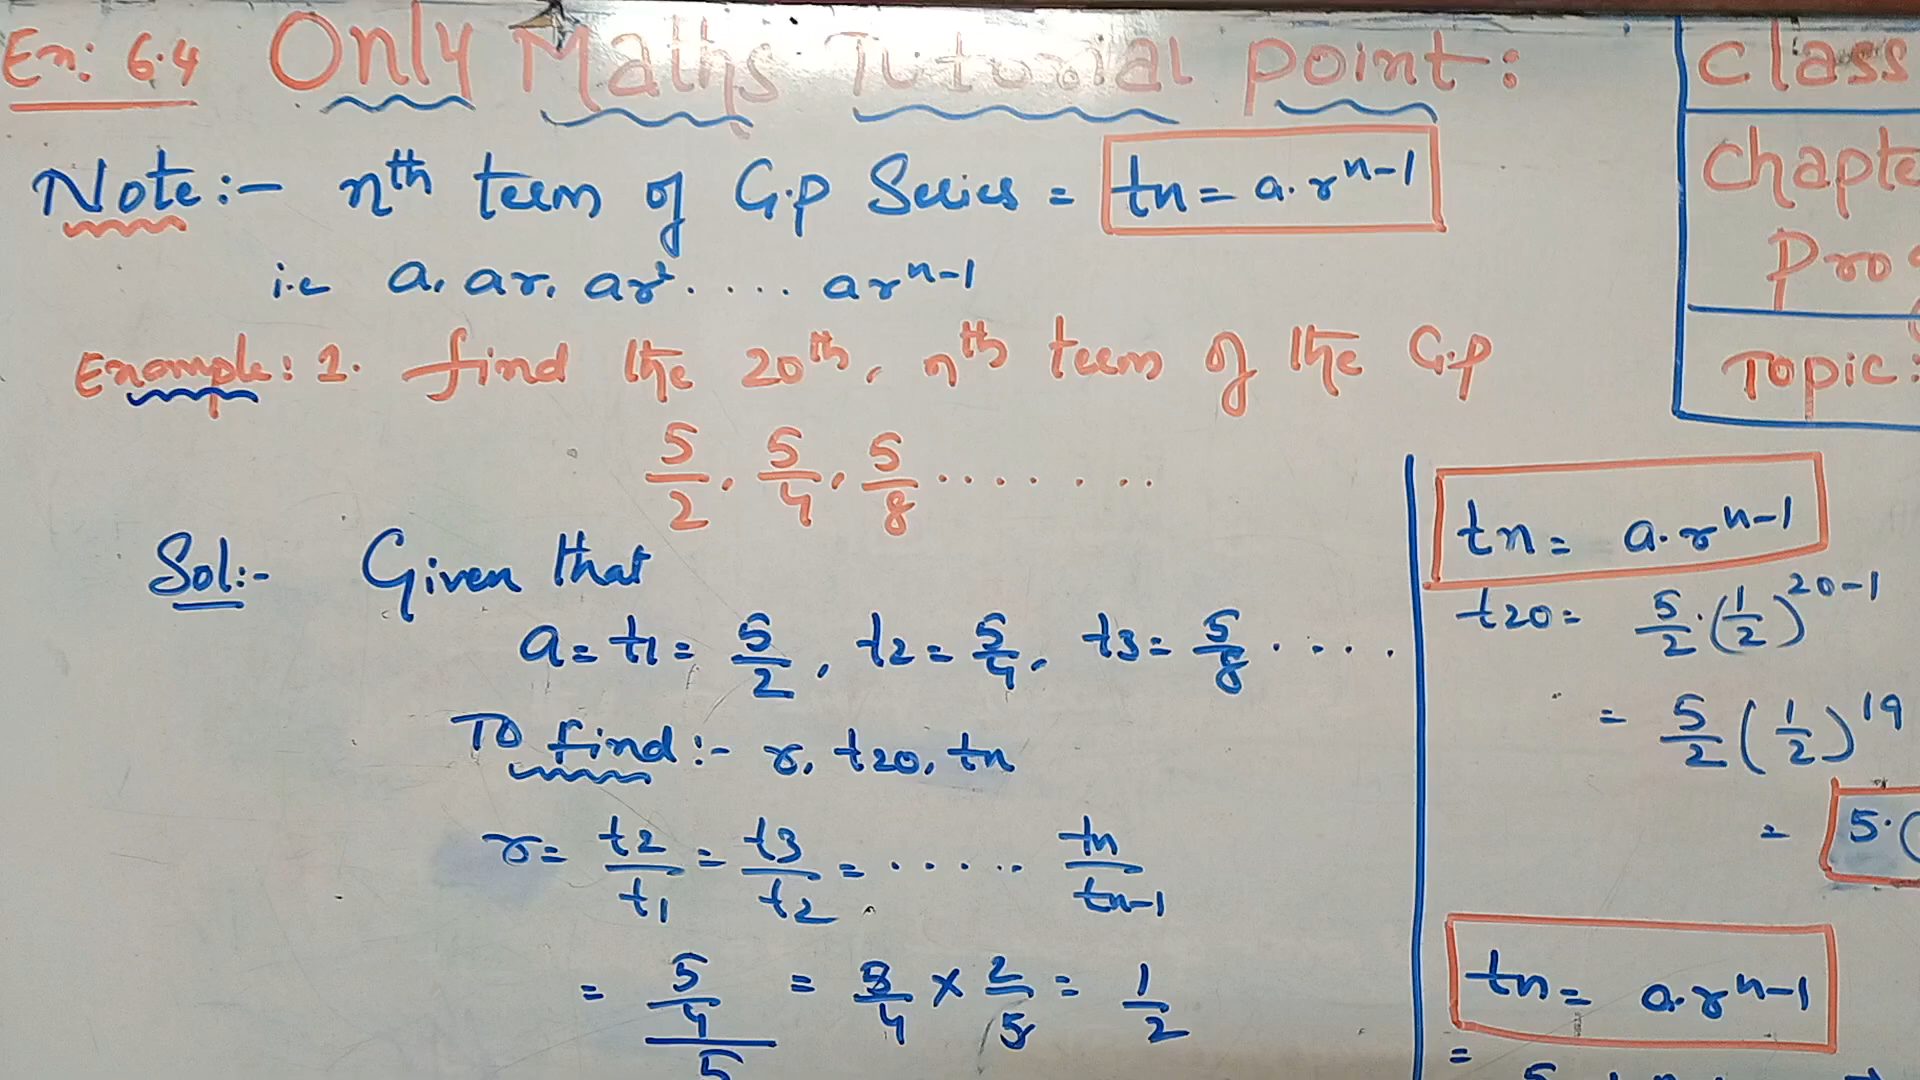 Ex: 6.4 Only Maths Tutorial point:
Note:- nth term of G.P Series = tn = a.r^n-1
i.e a, ar, ar² ..... ar^n-1
Example: 1. find the 20th, nth term of the G.P
5/2, 5/4, 5/8 ........
Sol:- Given that
a = t1 = 5/2, t2 = 5/4, t3 = 5/8 ....
To find:- r, t20, tn
r = t2/t1 = t3/t2 = ...... tn/tn-1
= 5/4/5 = 5/4 × 2/5 = 1/2
tn = a.r^n-1
t20 = 5/2.(1/2)^20-1
= 5/2 (1/2)^19
= 5.(
tn = a.r^n-1
=
Class
Chapte
Pro
Topic: